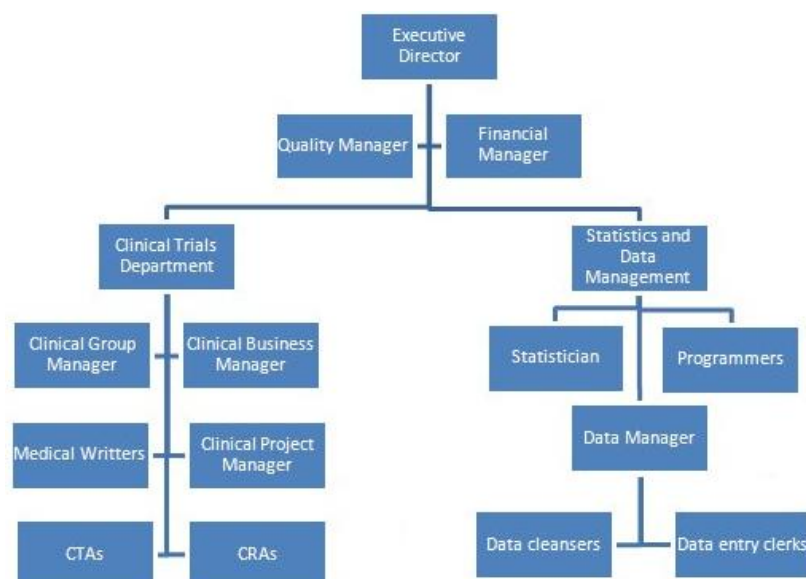 Executive
Director
Quality Manager
Financial
Manager
Clinical Trials
Department
Statistics and
Data
Management
Clinical Group
Manager
Clinical Business
Manager
Statistician
Programmers
Medical Writters
Clinical Project
Manager
Data Manager
CTAs
CRAs
Data cleansers
Data entry clerks